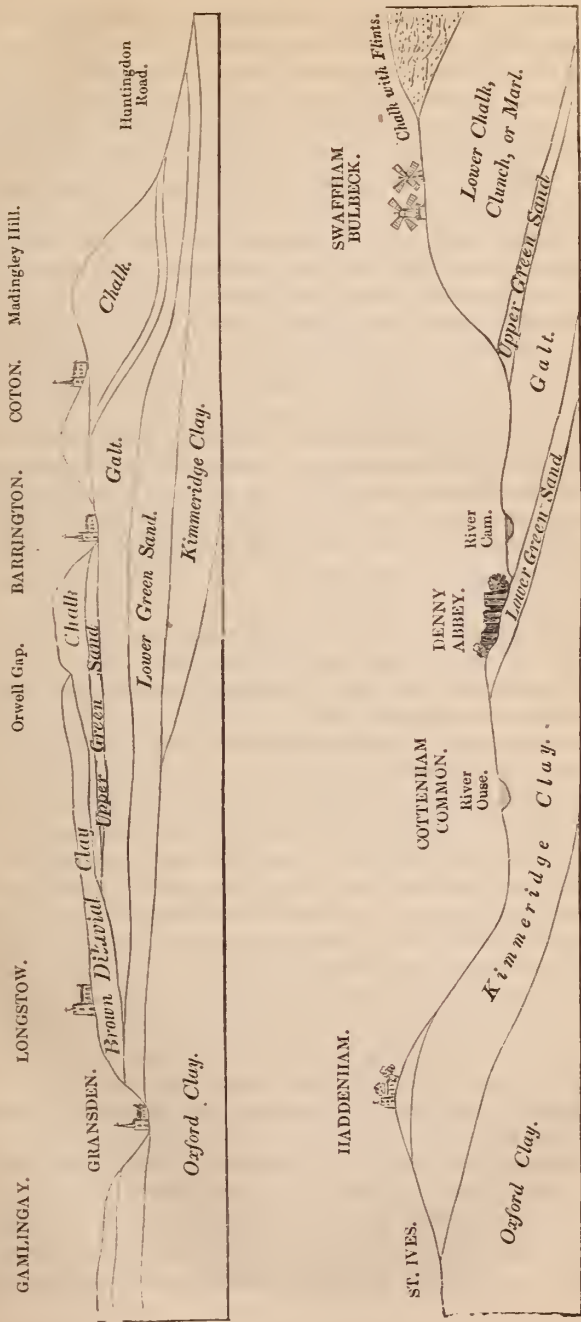 GAMLINGAY.
GRANSDEN.
LONGSTOW.
Orwell Gap.
BARRINGTON.
COTON.
Madingley Hill.
Huntingdon
Road.
Brown Diluvial Clay
Chalk
Upper Green Sand
Chalk.
Galt.
Lower Green Sand.
Kimmeridge Clay.
Oxford Clay.
ST. IVES.
HADDENHAM.
COTTENHAM
COMMON.
River
Ouse.
DENNY
ABBEY.
River
Cam.
SWAFFHAM
BULBECK.
Chalk with Flints.
Lower Chalk,
Clunch, or Marl.
Upper Green Sand
Galt.
Lower Green Sand
Kimmeridge Clay.
Oxford Clay.